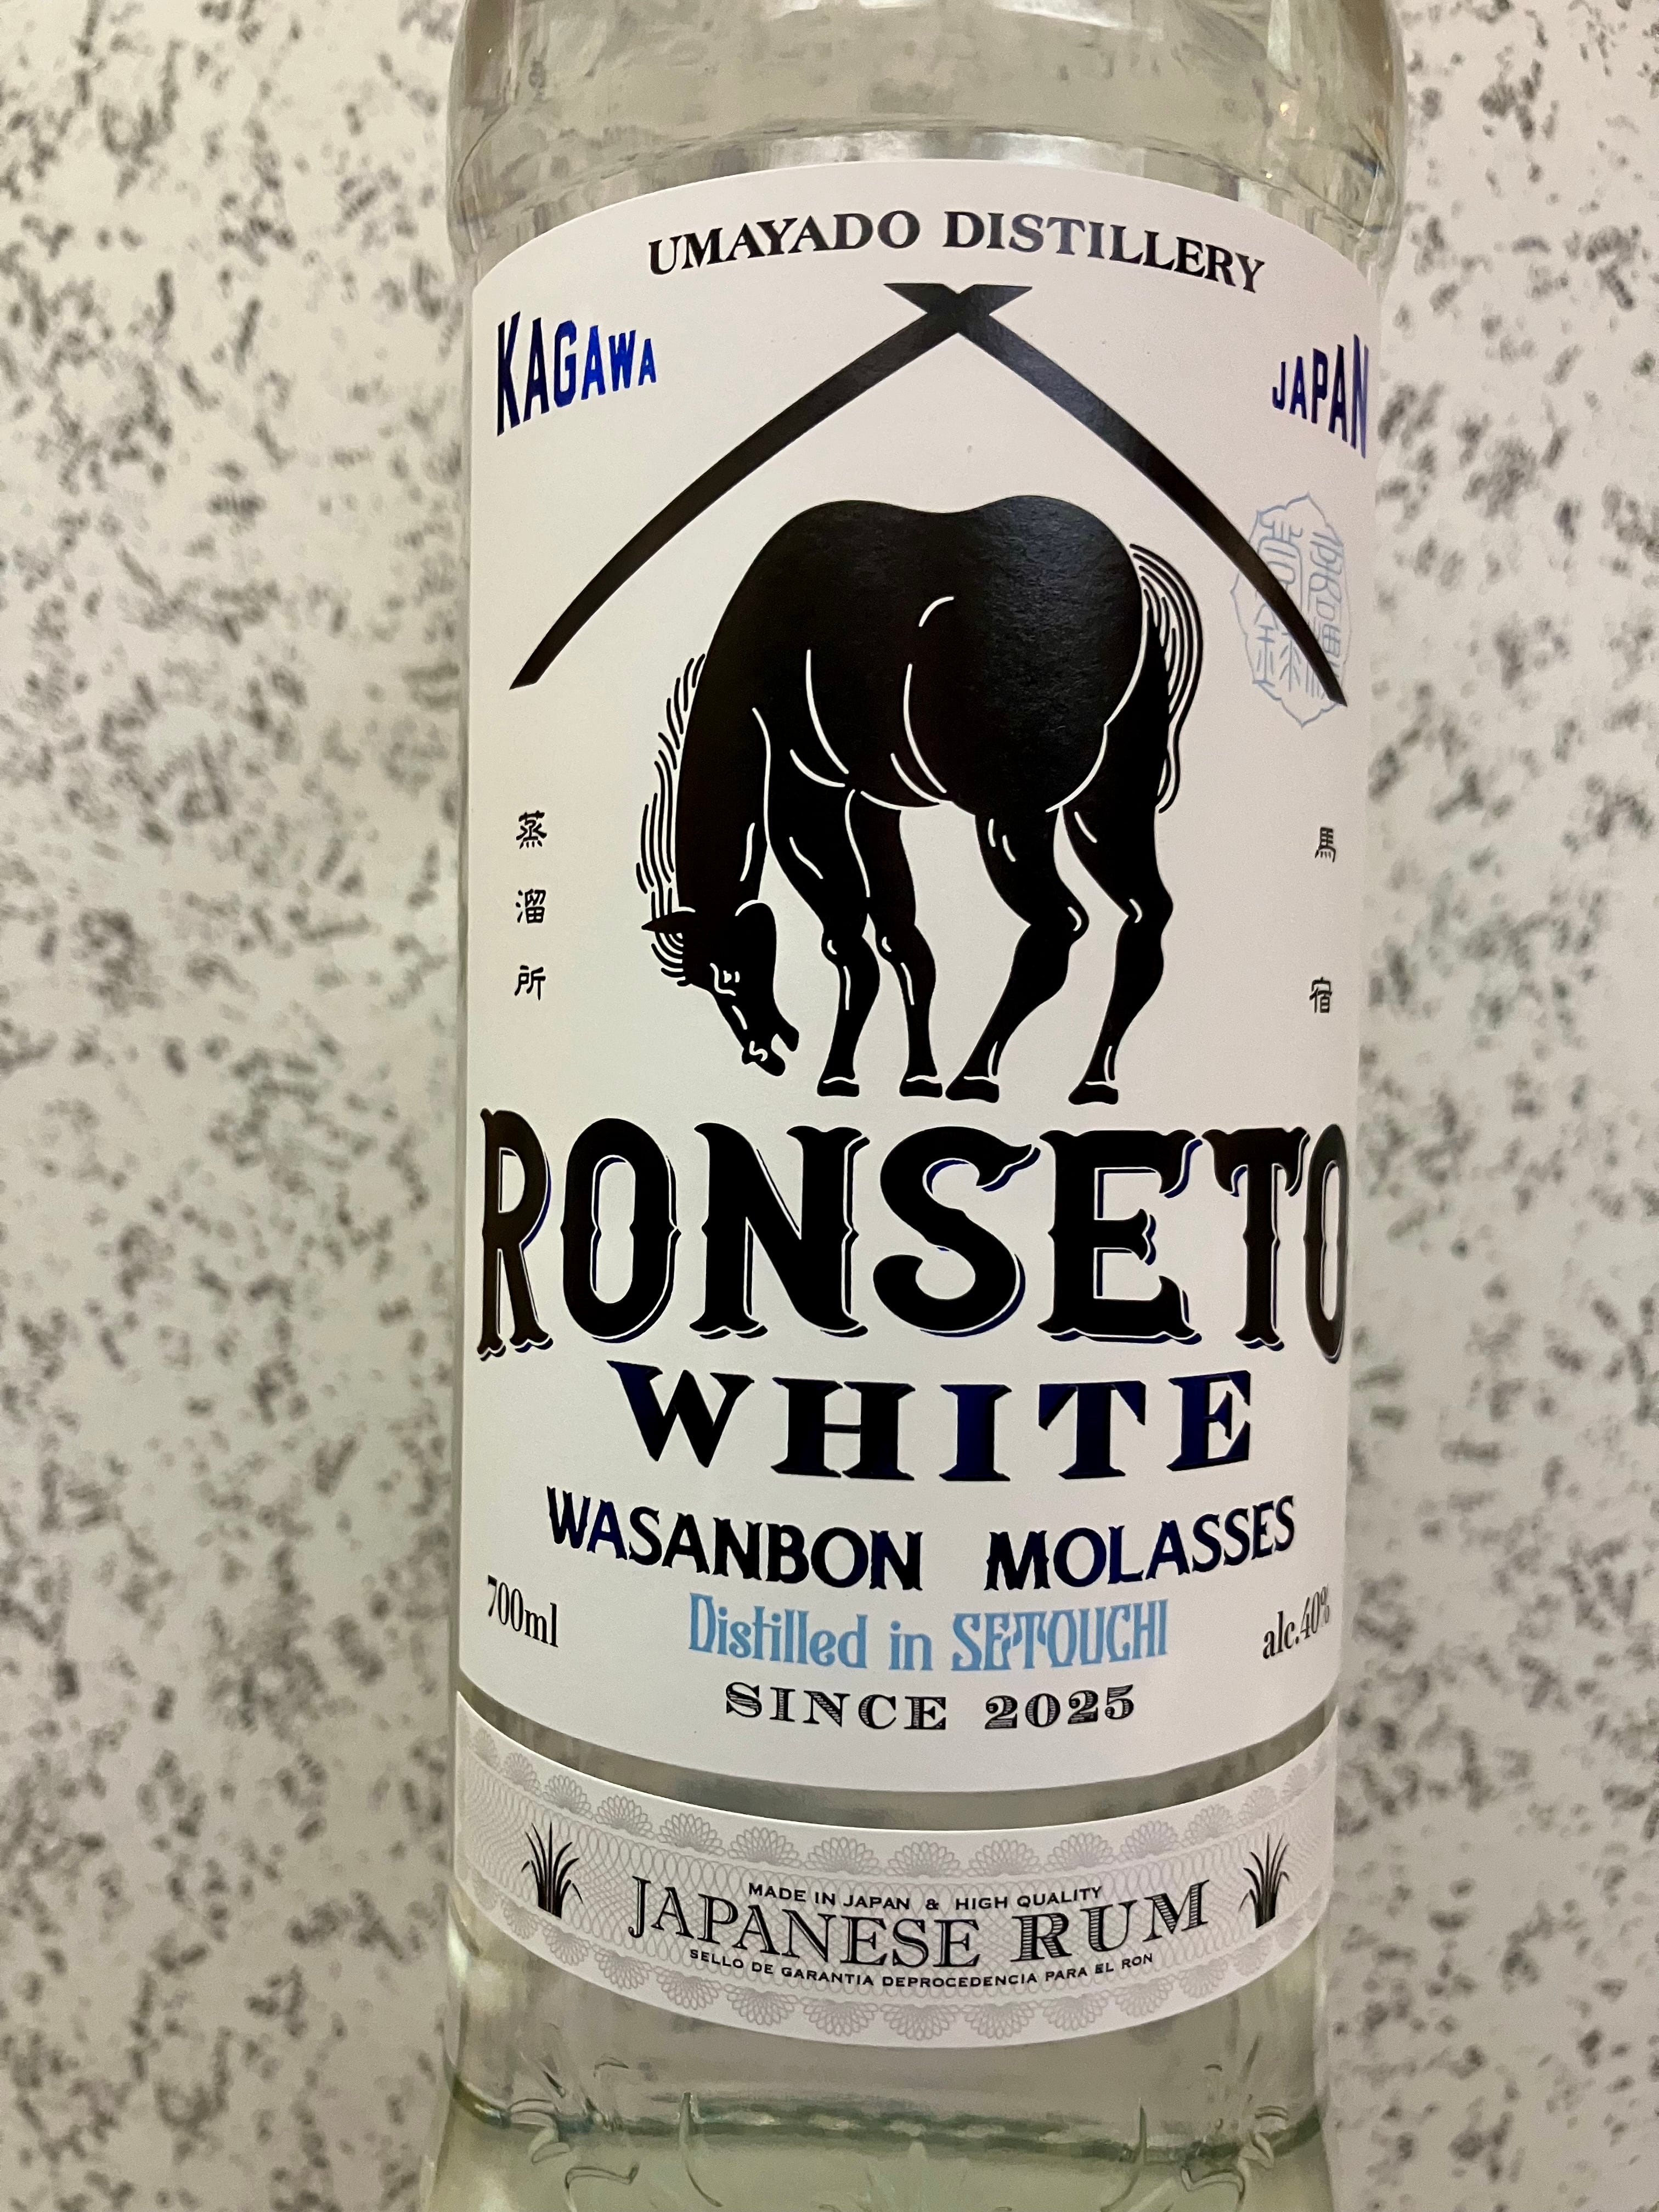 UMAYADO DISTILLERY
KAGAWA
JAPAN
馬宿
蒸溜所
RONSETO
WHITE
WASANBON MOLASSES
700ml
Distilled in SETOUCHI
alc.40%
SINCE 2025
MADE IN JAPAN & HIGH QUALITY
JAPANESE RUM
SELLO DE GARANTIA DEPROCEDENCIA PARA EL RON